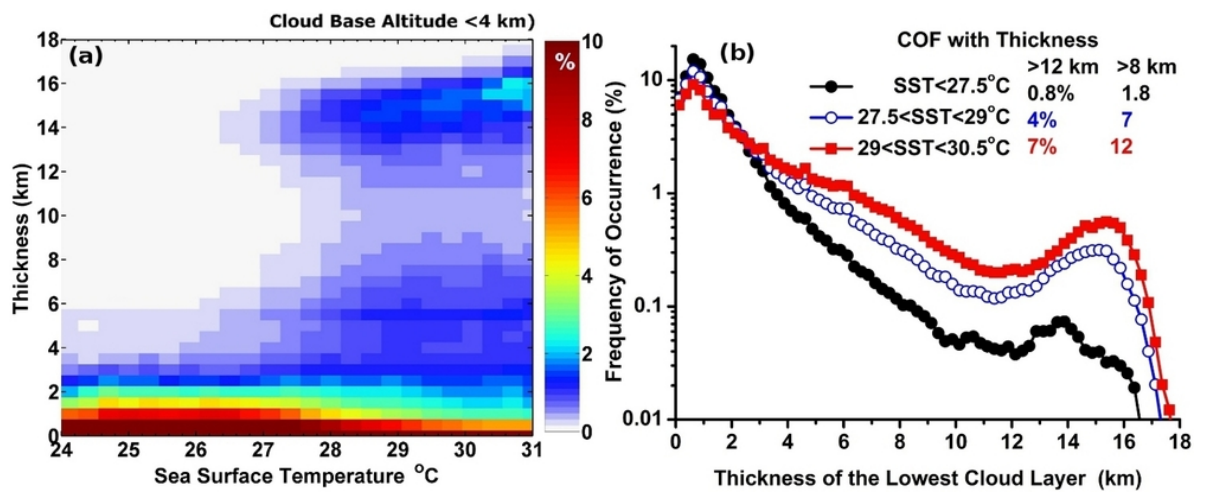 Cloud Base Altitude <4 km)
(a)
18
16
14
12
10
8
6
4
2
0
Thickness (km)
24 25 26 27 28 29 30 31
Sea Surface Temperature °C
%
10
8
6
4
2
0
(b)
COF with Thickness
>12 km >8 km
SST<27.5°C 0.8% 1.8
27.5<SST<29°C 4% 7
29<SST<30.5°C 7% 12
Frequency of Occurrence (%)
10
1
0.1
0.01
0 2 4 6 8 10 12 14 16 18
Thickness of the Lowest Cloud Layer (km)